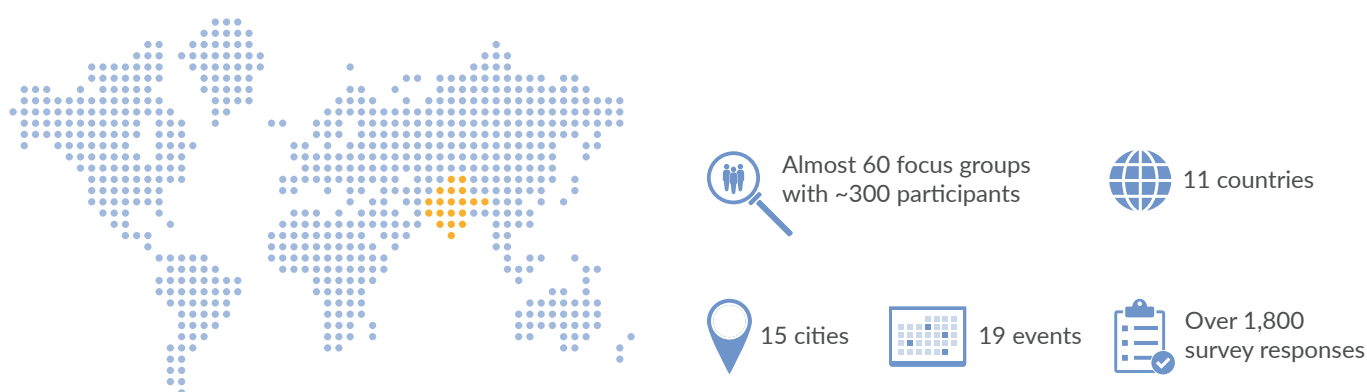 Almost 60 focus groups
with ~300 participants
11 countries
15 cities
19 events
Over 1,800
survey responses